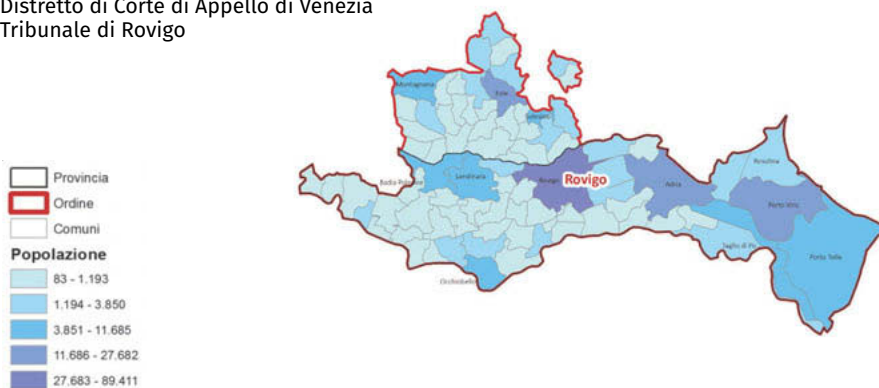 Distretto di Corte di Appello di Venezia
Tribunale di Rovigo
Montagnana
Este
Rosolina
Badia Polesine
Lendinara
Rovigo
Rovigo
Adria
Porto Viro
Taglio di Po
Porto Tolle
Occhiobello
Provincia
Ordine
Comuni
Popolazione
83 - 1.193
1.194 - 3.850
3.851 - 11.685
11.686 - 27.682
27.683 - 89.411